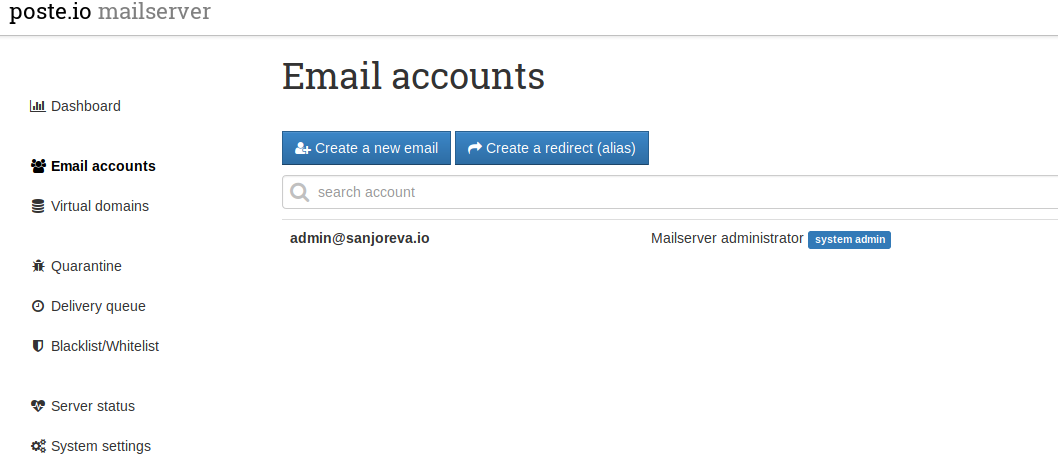 poste.io mailserver
Email accounts
Dashboard
Create a new email
Create a redirect (alias)
Email accounts
search account
Virtual domains
admin@sanjoreva.io
Mailserver administrator system admin
Quarantine
Delivery queue
Blacklist/Whitelist
Server status
System settings